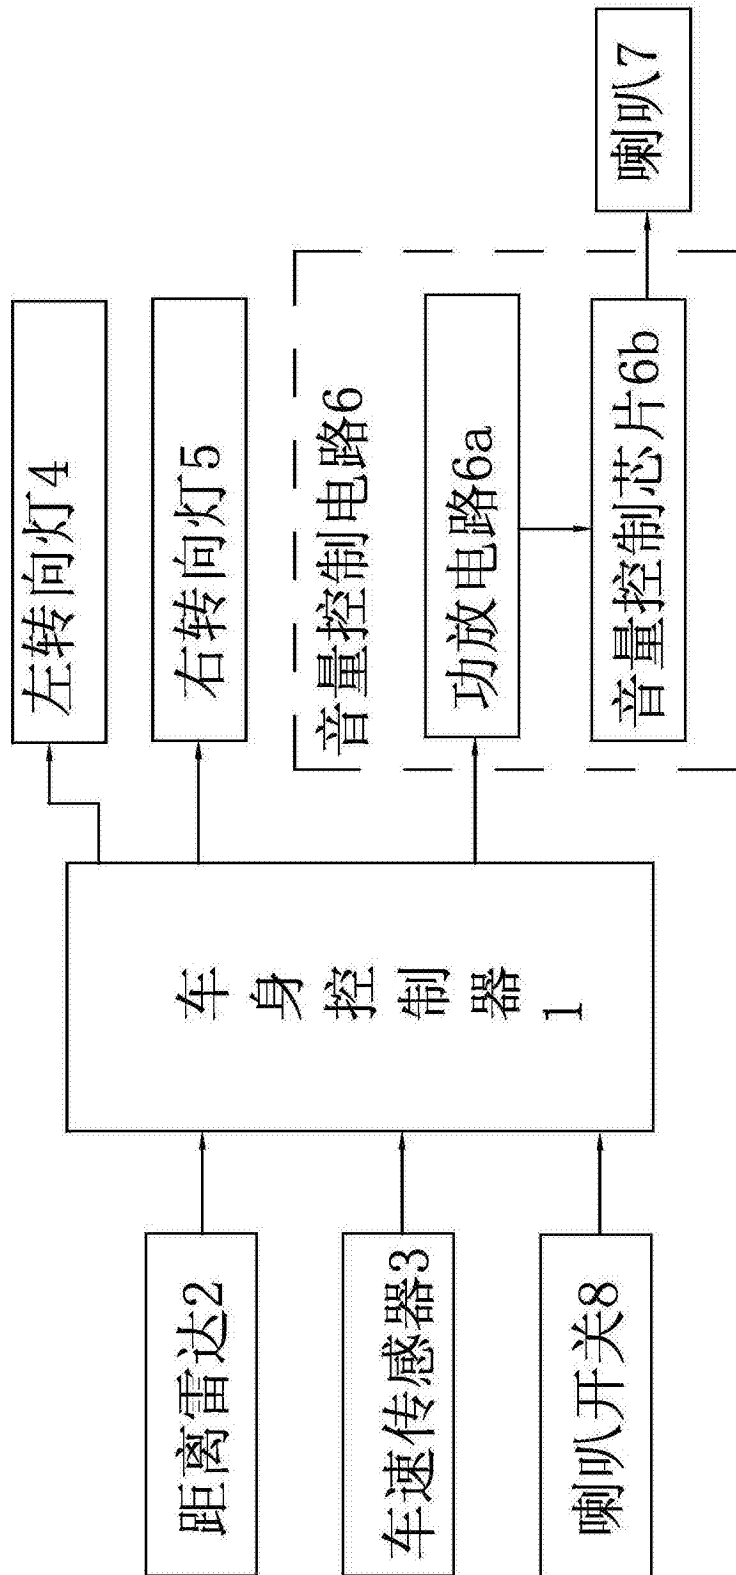 距离雷达2
车速传感器3
喇叭开关8
车身控制器
1
左转向灯4
右转向灯5
音量控制电路6
功放电路6a
音量控制芯片6b
喇叭7